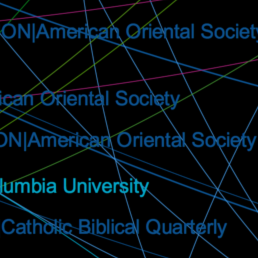 ON|American Oriental Society
ican Oriental Society
ON|American Oriental Society
lumbia University
Catholic Biblical Quarterly